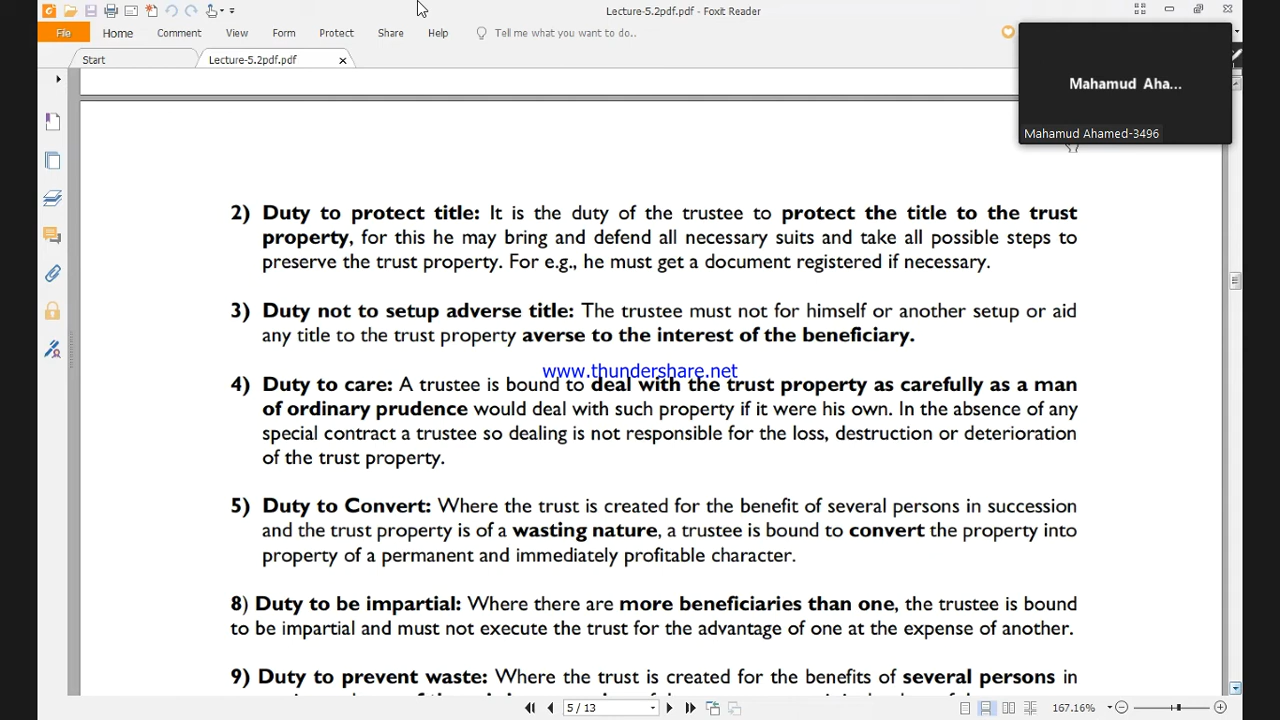 Lecture-5.2pdf.pdf - Foxit Reader
File Home Comment View Form Protect Share Help Tell me what you want to do..
Start Lecture-5.2pdf.pdf
Mahamud Aha...
Mahamud Ahamed-3496
2) Duty to protect title: It is the duty of the trustee to protect the title to the trust
property, for this he may bring and defend all necessary suits and take all possible steps to
preserve the trust property. For e.g., he must get a document registered if necessary.
3) Duty not to setup adverse title: The trustee must not for himself or another setup or aid
any title to the trust property averse to the interest of the beneficiary.
www.thundershare.net
4) Duty to care: A trustee is bound to deal with the trust property as carefully as a man
of ordinary prudence would deal with such property if it were his own. In the absence of any
special contract a trustee so dealing is not responsible for the loss, destruction or deterioration
of the trust property.
5) Duty to Convert: Where the trust is created for the benefit of several persons in succession
and the trust property is of a wasting nature, a trustee is bound to convert the property into
property of a permanent and immediately profitable character.
8) Duty to be impartial: Where there are more beneficiaries than one, the trustee is bound
to be impartial and must not execute the trust for the advantage of one at the expense of another.
9) Duty to prevent waste: Where the trust is created for the benefits of several persons in
5 / 13
167.16%